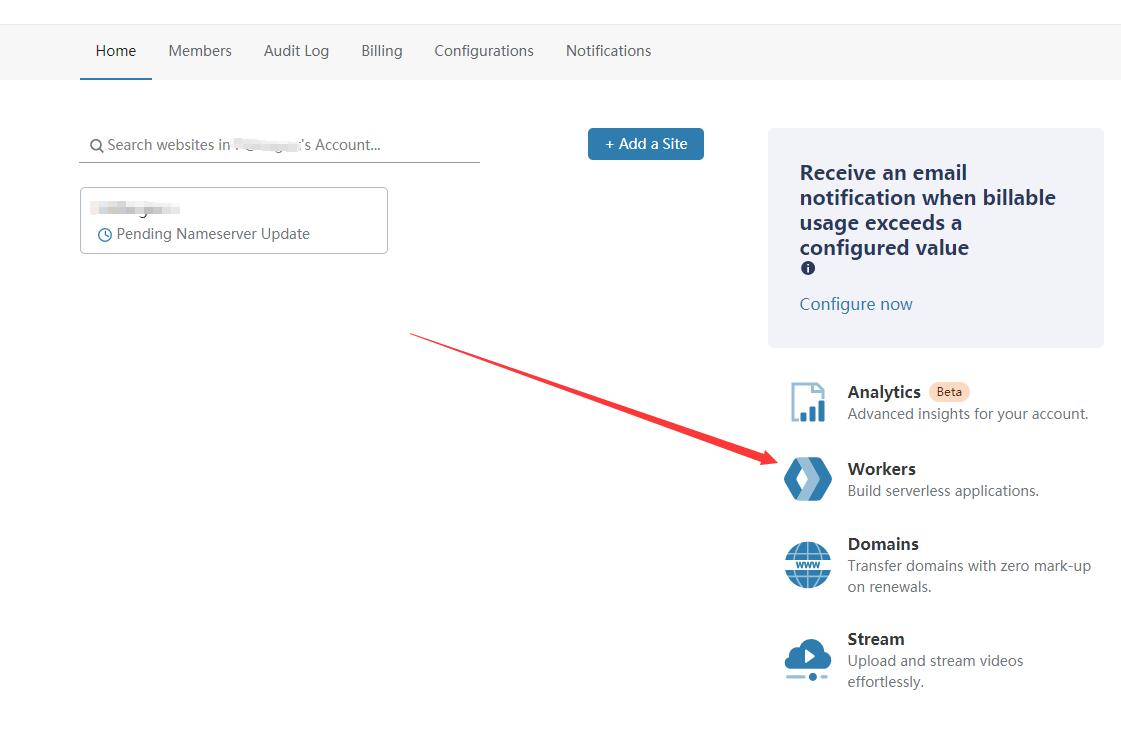 Home Members Audit Log Billing Configurations Notifications
Search websites in 's Account...
+ Add a Site
Pending Nameserver Update
Receive an email
notification when billable
usage exceeds a
configured value
Configure now
Analytics Beta
Advanced insights for your account.
Workers
Build serverless applications.
Domains
Transfer domains with zero mark-up
on renewals.
www
Stream
Upload and stream videos
effortlessly.